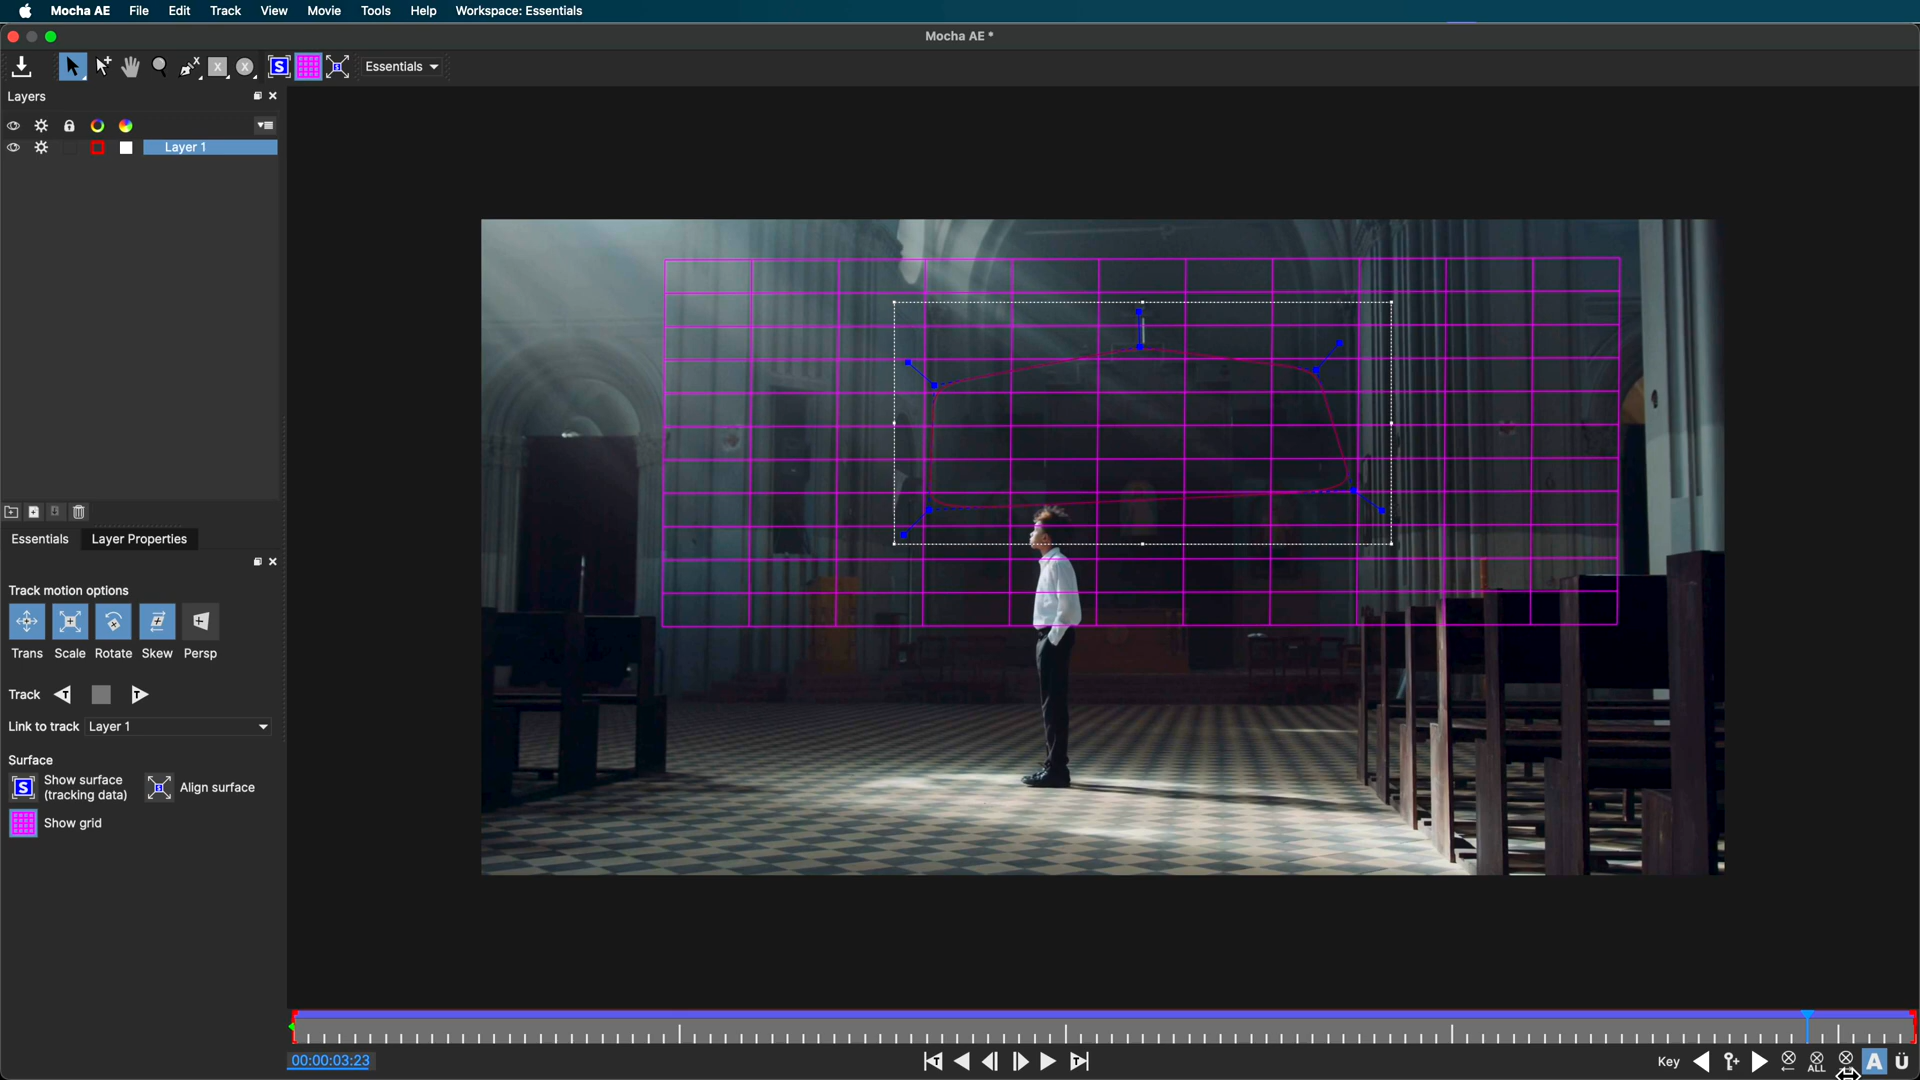 Mocha AE File Edit Track View Movie Tools Help Workspace: Essentials
Mocha AE *
Essentials
Layers
Layer 1
Essentials Layer Properties
Track motion options
Trans Scale Rotate Skew Persp
Track
Link to track Layer 1
Surface
Show surface
(tracking data)
Align surface
Show grid
00:00:03:23
Key
ALL
A
Ü